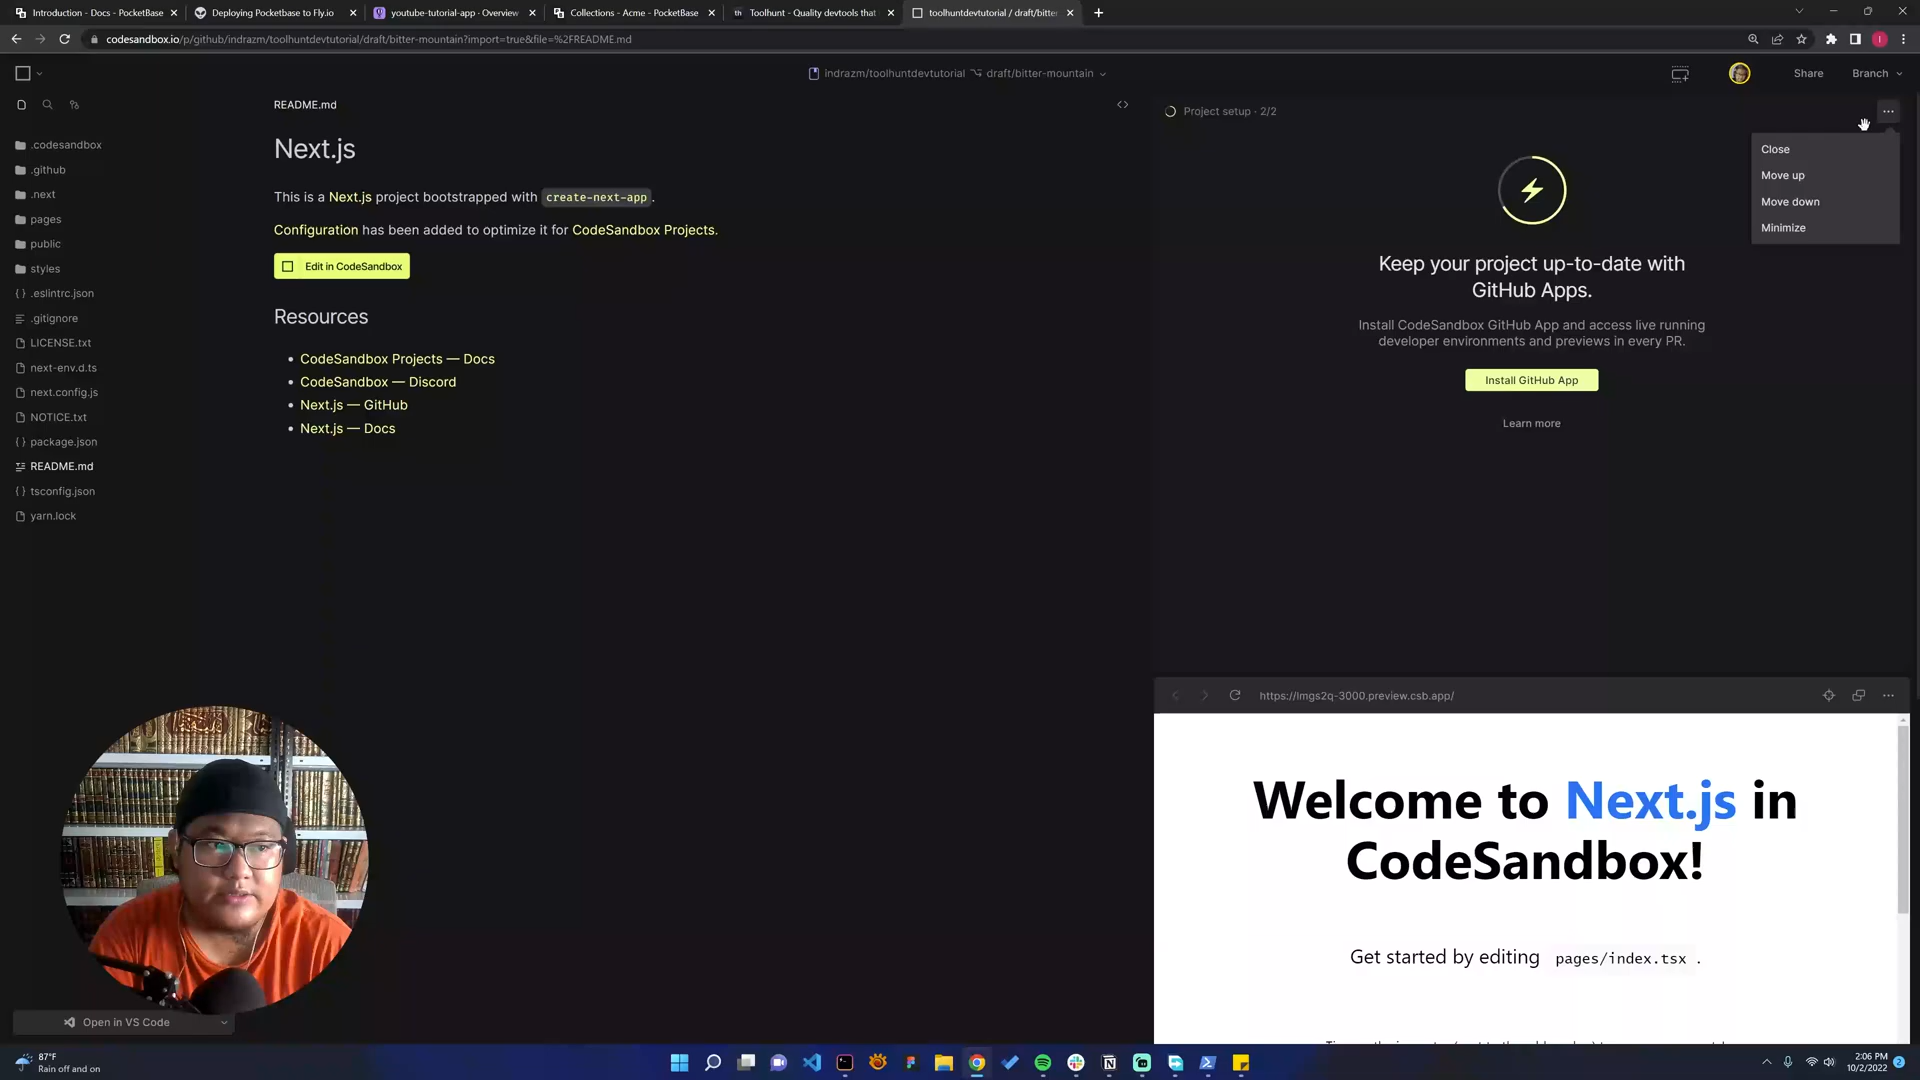 Introduction - Docs - PocketBase
Deploying Pocketbase to Fly.io
youtube-tutorial-app · Overview
Collections - Acme - PocketBase
Toolhunt - Quality devtools that
toolhuntdevtutorial / draft/bitter
codesandbox.io/p/github/indrazm/toolhuntdevtutorial/draft/bitter-mountain?import=true&file=%2FREADME.md
I
indrazm/toolhuntdevtutorial draft/bitter-mountain
Share
Branch
README.md
Project setup · 2/2
Close
Move up
Move down
Minimize
.codesandbox
.github
.next
pages
public
styles
.eslintrc.json
.gitignore
LICENSE.txt
next-env.d.ts
next.config.js
NOTICE.txt
package.json
README.md
tsconfig.json
yarn.lock
Next.js
This is a Next.js project bootstrapped with create-next-app.
Configuration has been added to optimize it for CodeSandbox Projects.
Edit in CodeSandbox
Resources
• CodeSandbox Projects — Docs
• CodeSandbox — Discord
• Next.js — GitHub
• Next.js — Docs
Keep your project up-to-date with
GitHub Apps.
Install CodeSandbox GitHub App and access live running
developer environments and previews in every PR.
Install GitHub App
Learn more
https://lmgs2q-3000.preview.csb.app/
Welcome to Next.js in
CodeSandbox!
Get started by editing pages/index.tsx .
Open in VS Code
87°F
Rain off and on
2:06 PM
10/2/2022
2